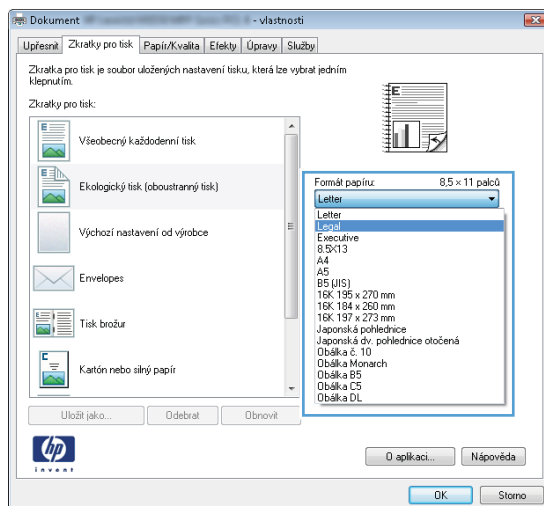 Dokument - vlastnosti
Upřesnit Zkratky pro tisk Papír/Kvalita Efekty Úpravy Služby
Zkratka pro tisk je soubor uložených nastavení tisku, která lze vybrat jedním
klepnutím.
Zkratky pro tisk:
Všeobecný každodenní tisk
Ekologický tisk (oboustranný tisk)
Výchozí nastavení od výrobce
Envelopes
Tisk brožur
Kartón nebo silný papír
Formát papíru: 8,5 × 11 palců
Letter
Letter
Legal
Executive
8.5X13
A4
A5
B5 (JIS)
16K 195 x 270 mm
16K 184 x 260 mm
16K 197 x 273 mm
Japonská pohlednice
Japonská dv. pohlednice otočená
Obálka č. 10
Obálka Monarch
Obálka B5
Obálka C5
Obálka DL
Uložit jako... Odebrat Obnovit
hp
invent
O aplikaci... Nápověda
OK Storno